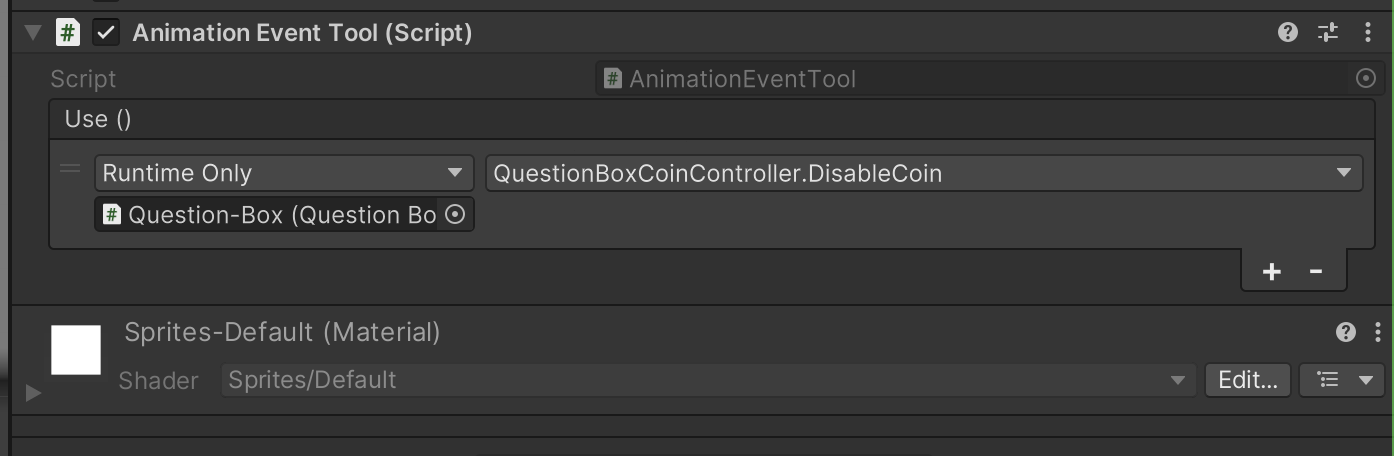 Animation Event Tool (Script)
Script AnimationEventTool
Use ()
Runtime Only QuestionBoxCoinController.DisableCoin
Question-Box (Question Bo
+ -
Sprites-Default (Material)
Shader Sprites/Default Edit...